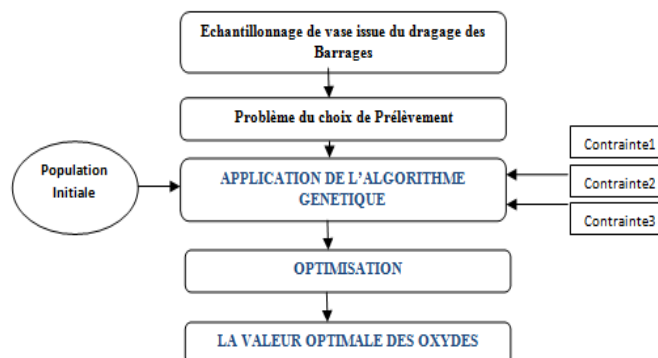 Echantillonnage de vase issue du dragage des
Barrages
Problème du choix de Prélèvement
Contrainte1
Population
Initiale
APPLICATION DE L'ALGORITHME
GENETIQUE
Contrainte2
Contrainte3
OPTIMISATION
LA VALEUR OPTIMALE DES OXYDES